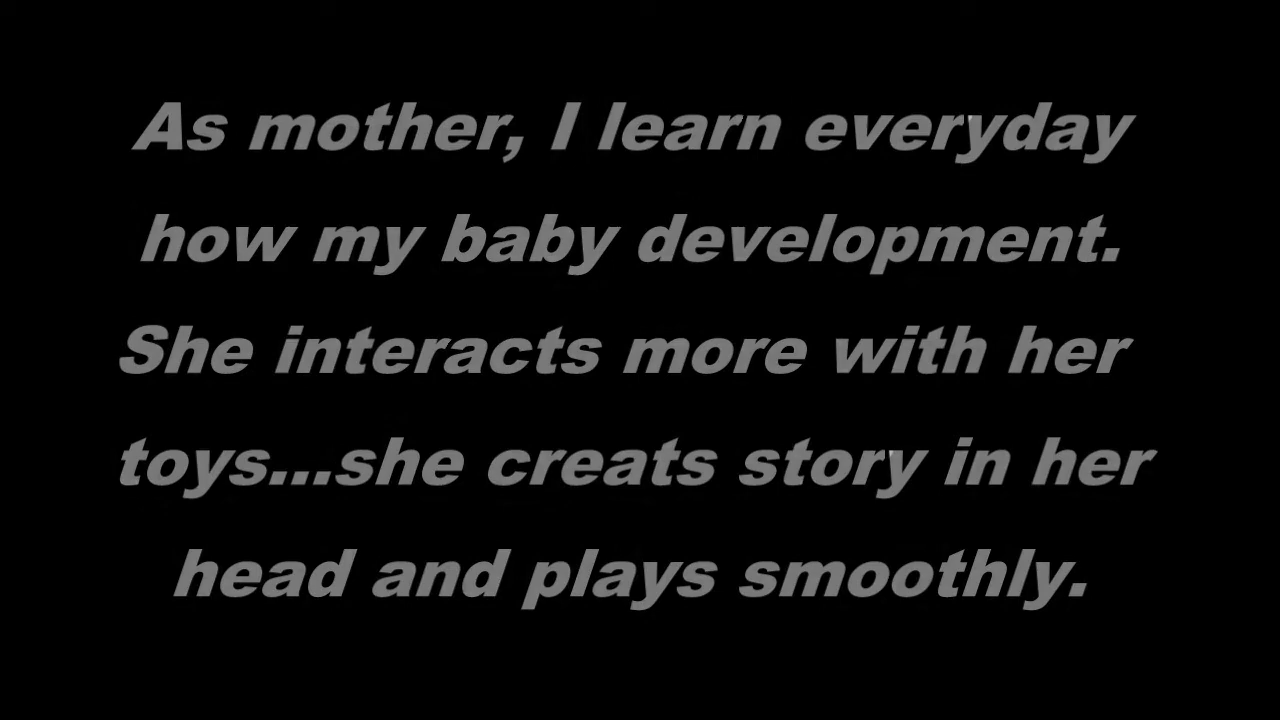 As mother, I learn everyday
how my baby development.
She interacts more with her
toys...she creats story in her
head and plays smoothly.